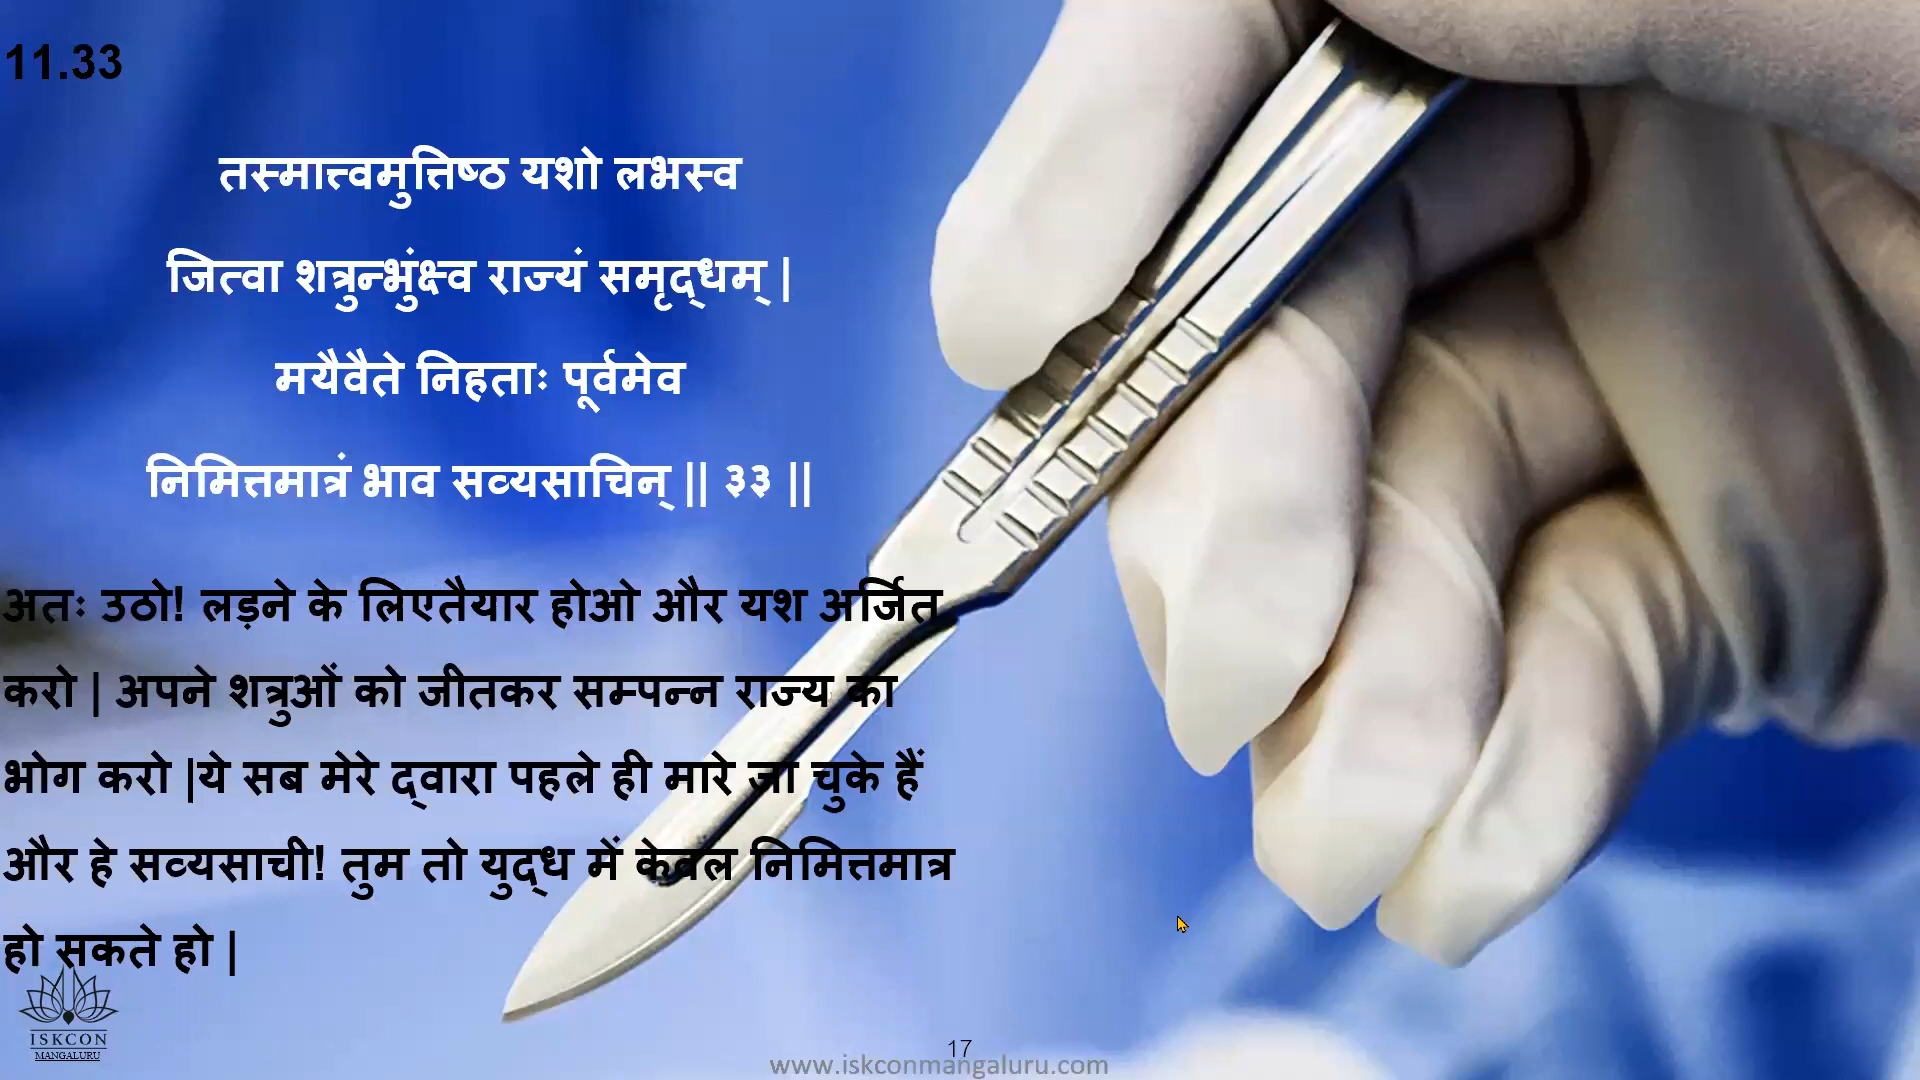 11.33
तस्मात्त्वमुत्तिष्ठ यशो लभस्व
जित्वा शत्रुन्भुंक्ष्व राज्यं समृद्धम् |
मयैवैते निहताः पूर्वमेव
निमित्तमात्रं भाव सव्यसाचिन् || ३३ ||
अतः उठो! लड़ने के लिएतैयार होओ और यश अर्जित
करो | अपने शत्रुओं को जीतकर सम्पन्न राज्य का
भोग करो |ये सब मेरे द्वारा पहले ही मारे जा चुके हैं
और हे सव्यसाची! तुम तो युद्ध में केवल निमित्तमात्र
हो सकते हो |
ISKCON
MANGALURU
17
www.iskconmangaluru.com